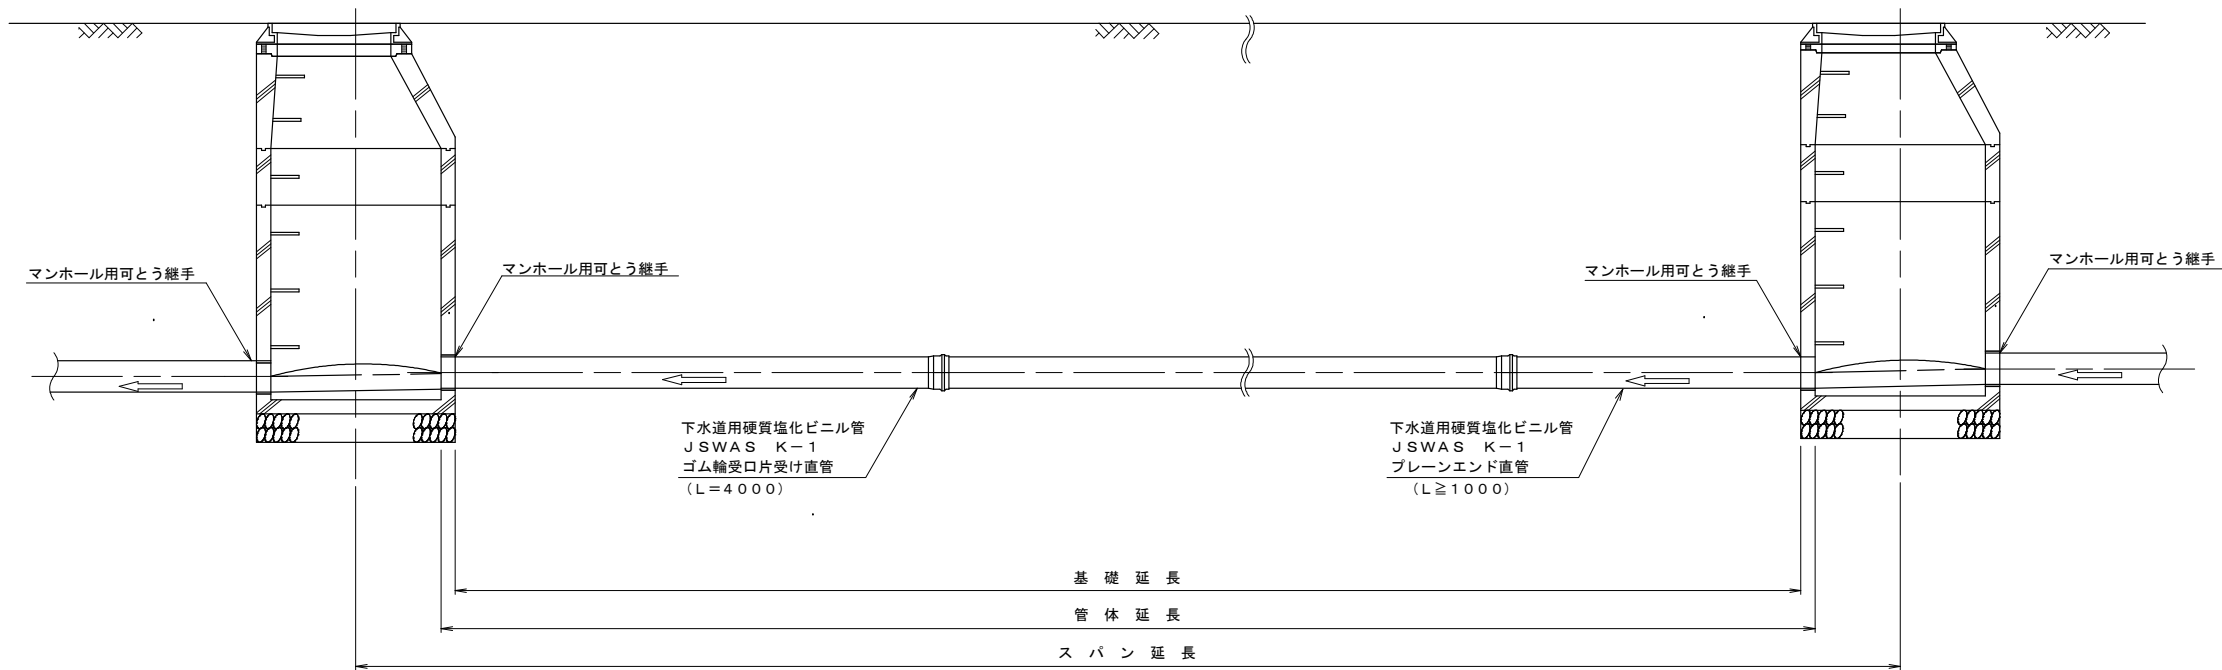 マンホール用可とう継手
マンホール用可とう継手
マンホール用可とう継手
マンホール用可とう継手
下水道用硬質塩化ビニル管
ＪＳＷＡＳ　Ｋ－１
ゴム輪受口片受け直管
（Ｌ＝４０００）
下水道用硬質塩化ビニル管
ＪＳＷＡＳ　Ｋ－１
プレーンエンド直管
（Ｌ≧１０００）
基　礎　延　長
管　体　延　長
ス　パ　ン　延　長